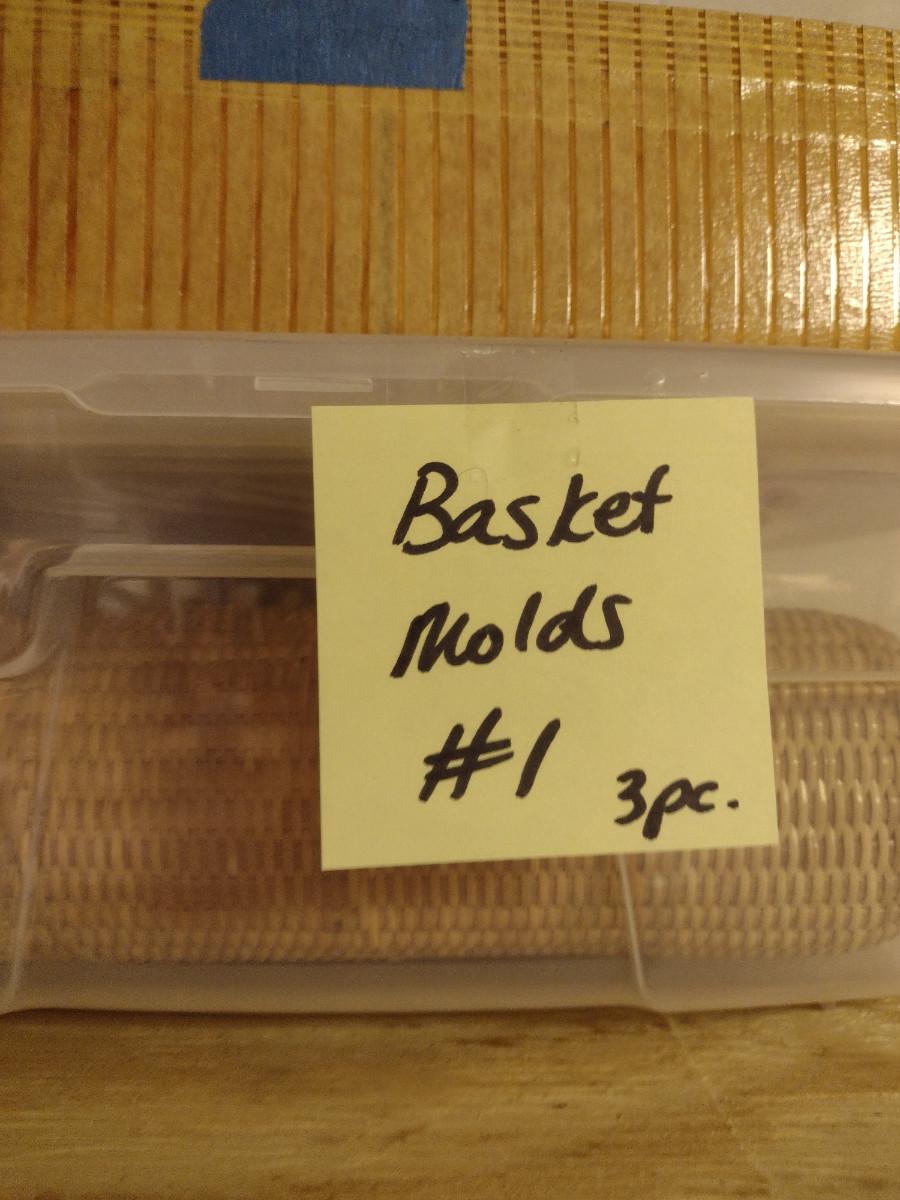 Basket
Molds
#1
3pc.